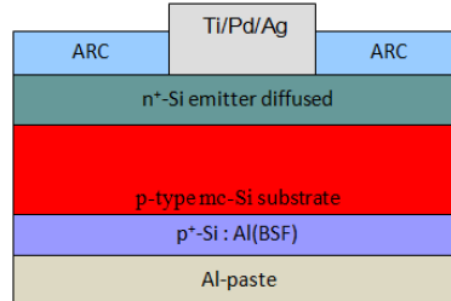 Ti/Pd/Ag
ARC ARC
n⁺-Si emitter diffused
p-type mc-Si substrate
p⁺-Si : Al(BSF)
Al-paste